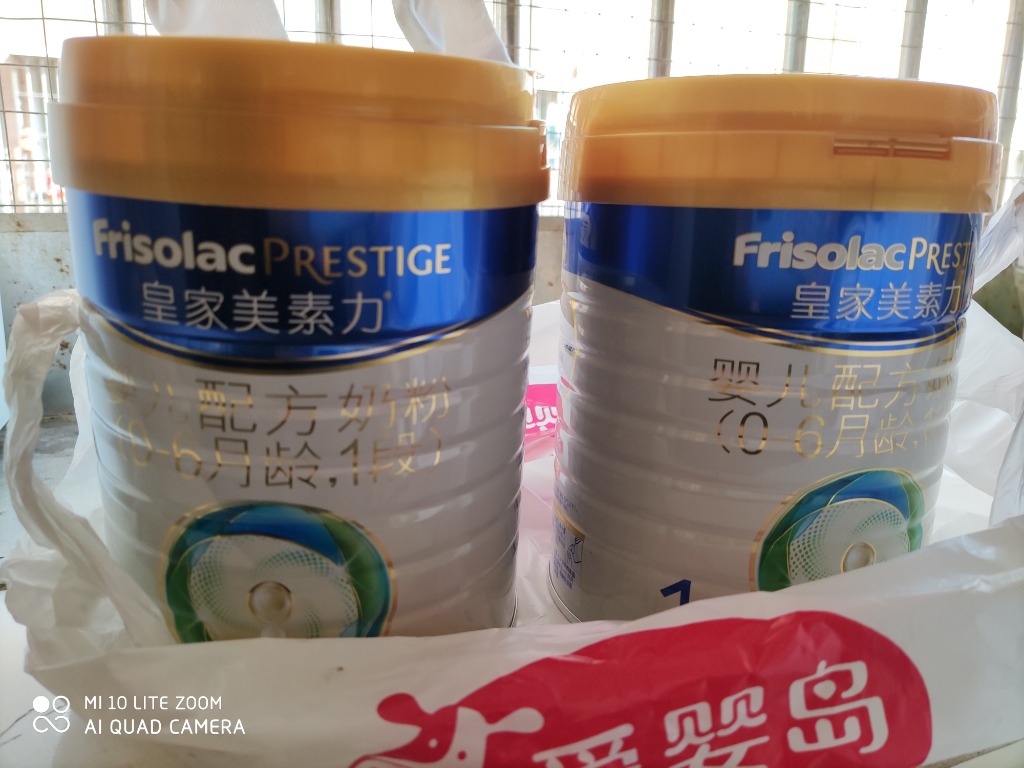 Frisolac PRESTIGE
皇家美素力
儿配方奶粉
(0-6月龄,1段)
Frisolac PREST
皇家美素力
婴儿配方
(0-6月龄,
1
爱婴岛
MI 10 LITE ZOOM
AI QUAD CAMERA